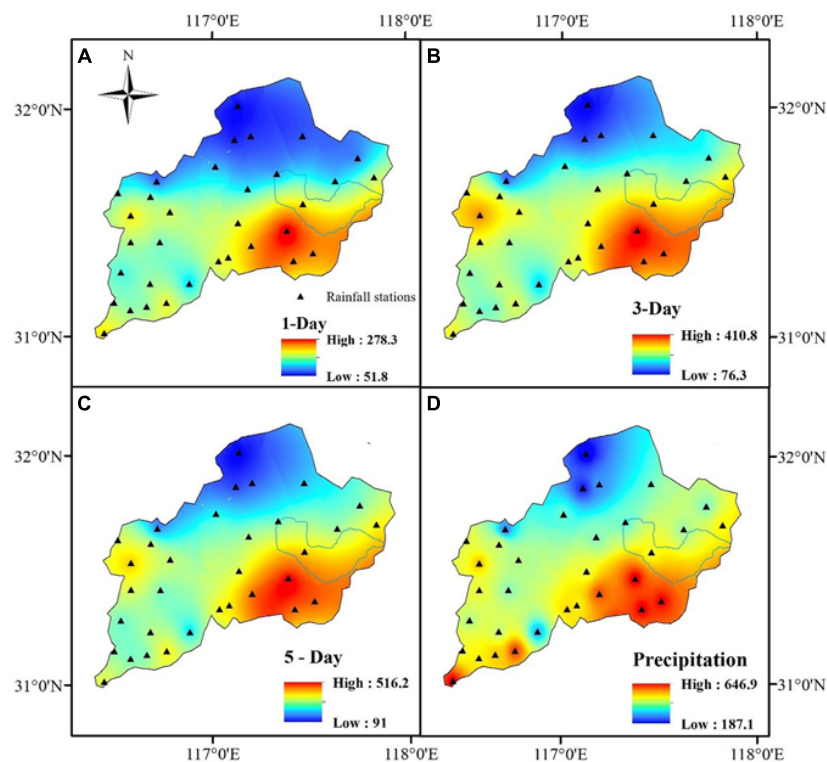 117°0'E
118°0'E
117°0'E
118°0'E
A
N
B
32°0'N
32°0'N
Rainfall stations
1-Day
High : 278.3
Low : 51.8
3-Day
High : 410.8
Low : 76.3
31°0'N
31°0'N
C
D
32°0'N
32°0'N
5 - Day
High : 516.2
Low : 91
Precipitation
High : 646.9
Low : 187.1
31°0'N
31°0'N
117°0'E
118°0'E
117°0'E
118°0'E